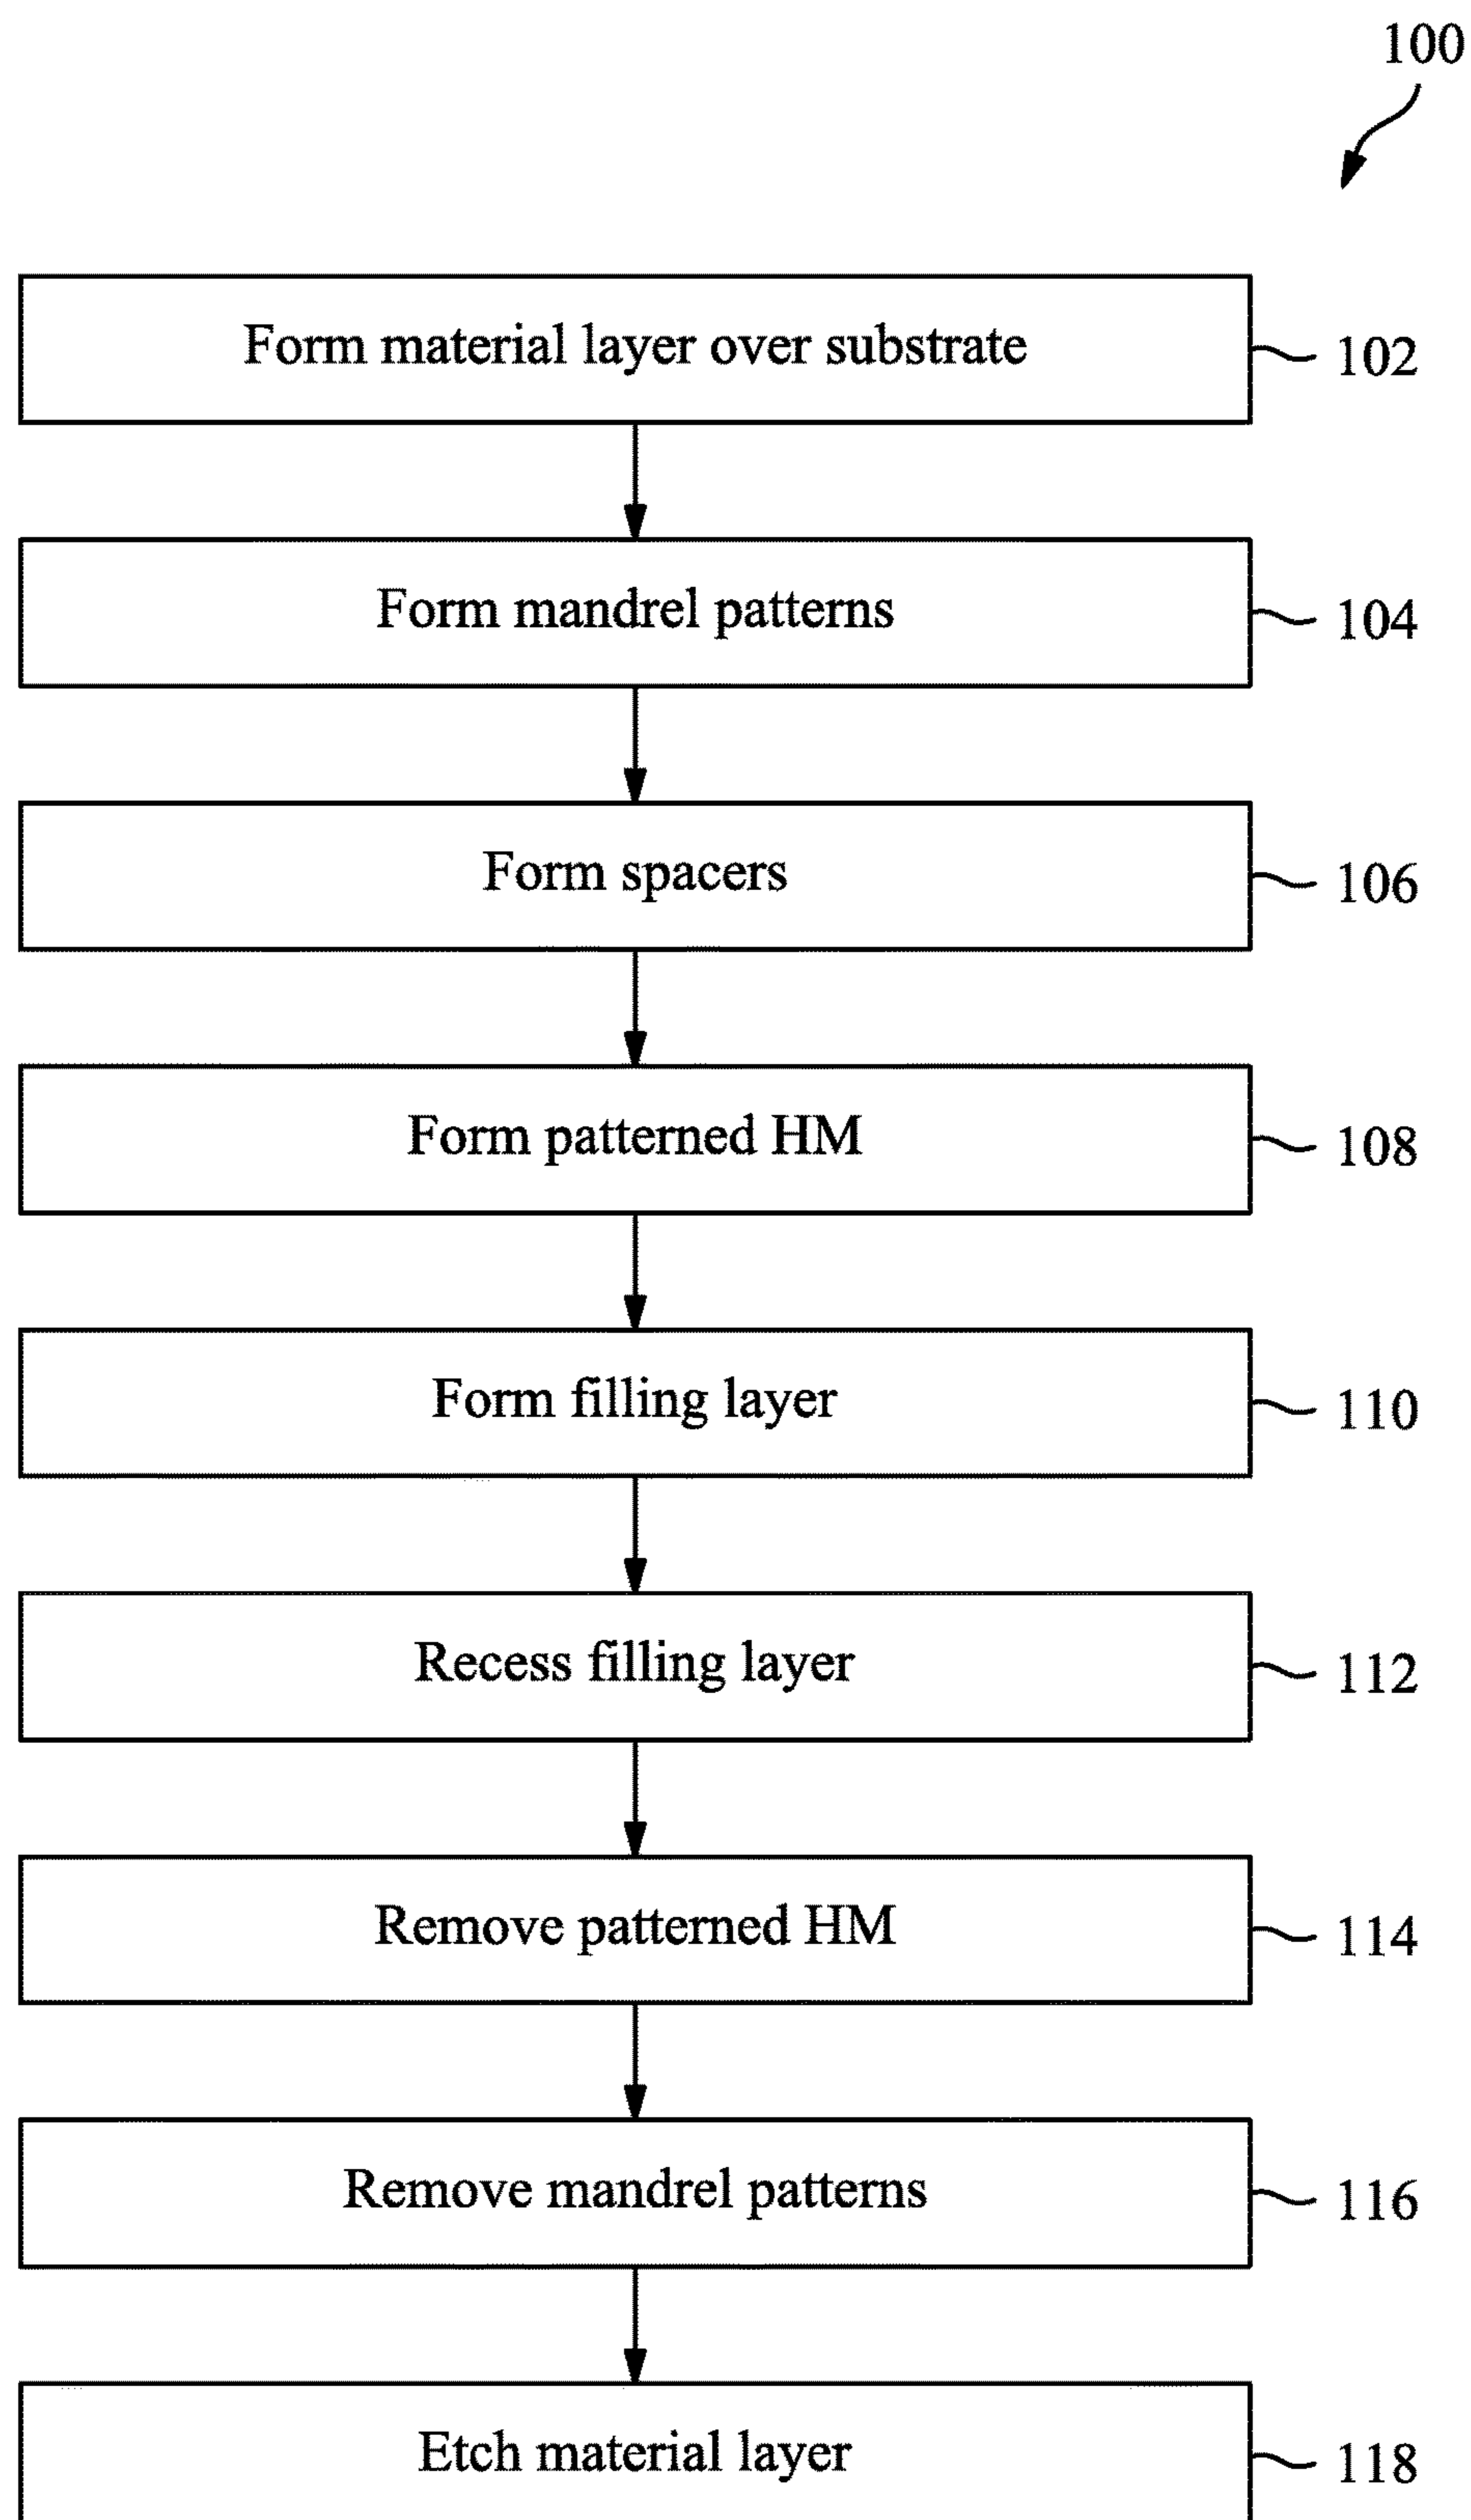 100
Form material layer over substrate
102
Form mandrel patterns
104
Form spacers
106
Form patterned HM
108
Form filling layer
110
Recess filling layer
112
Remove patterned HM
114
Remove mandrel patterns
116
Etch material layer
118